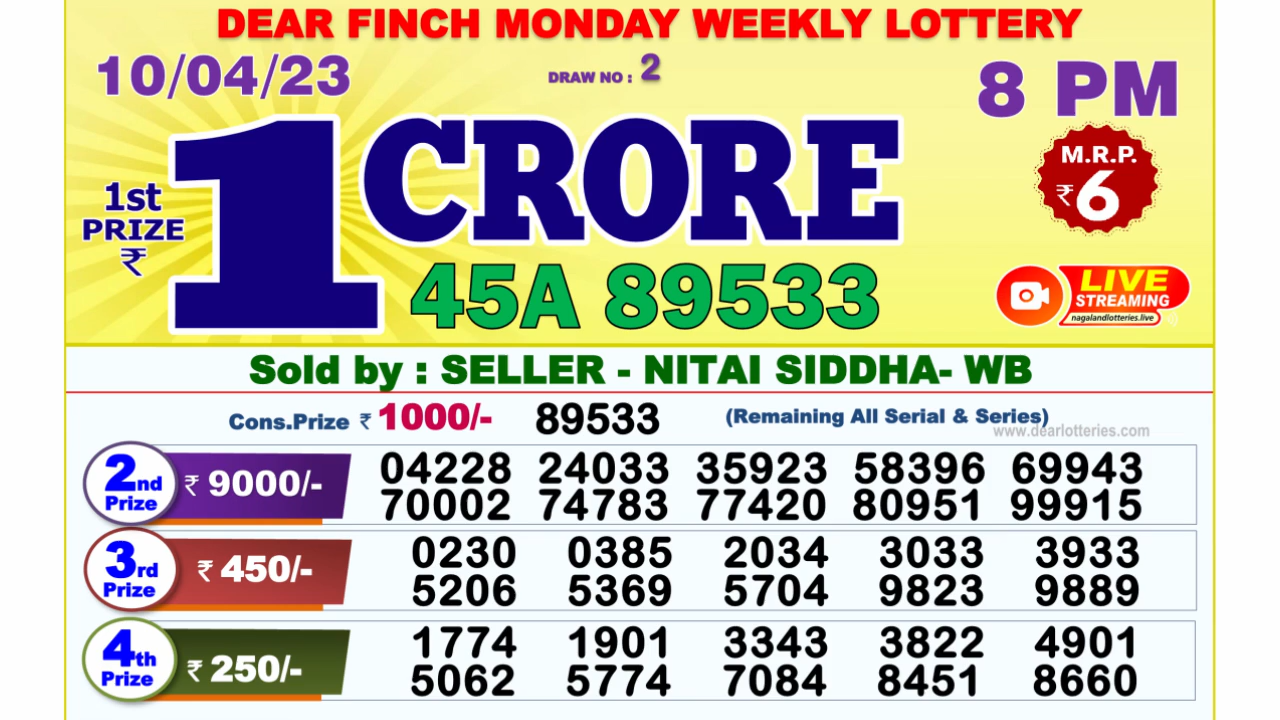 DEAR FINCH MONDAY WEEKLY LOTTERY
10/04/23
DRAW NO : 2
8 PM
1st
PRIZE
₹
1 CRORE
M.R.P.
₹6
45A 89533
LIVE
STREAMING
nagalandlotteries.live
Sold by : SELLER - NITAI SIDDHA- WB
Cons.Prize ₹ 1000/- 89533 (Remaining All Serial & Series)
www.dearlotteries.com
2nd Prize ₹ 9000/-
04228 24033 35923 58396 69943
70002 74783 77420 80951 99915
3rd Prize ₹ 450/-
0230 0385 2034 3033 3933
5206 5369 5704 9823 9889
4th Prize ₹ 250/-
1774 1901 3343 3822 4901
5062 5774 7084 8451 8660